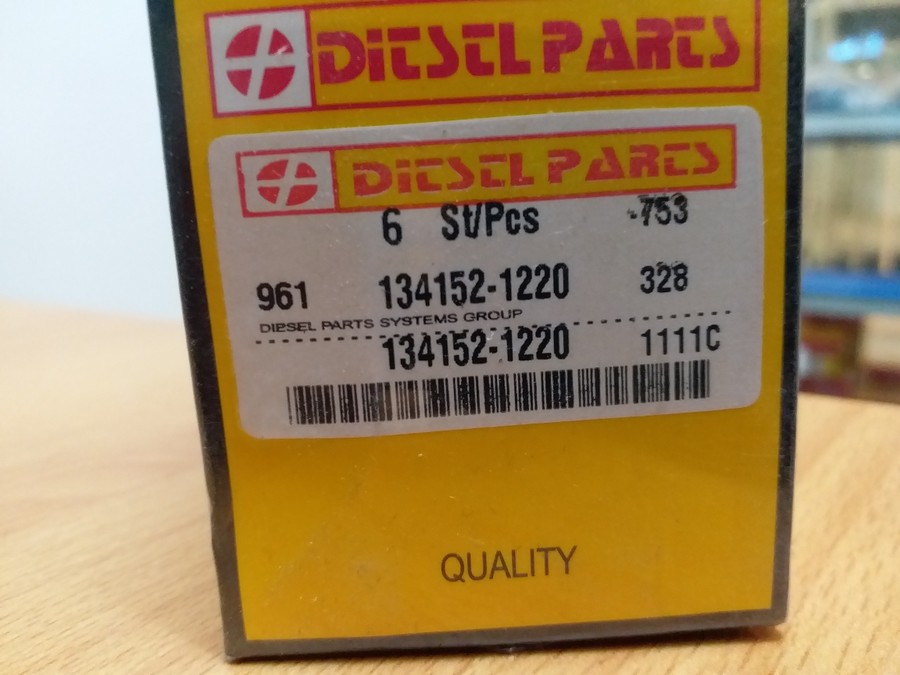 DIESEL PARTS
DIESEL PARTS
6 St/Pcs -753
961 134152-1220 328
DIESEL PARTS SYSTEMS GROUP
134152-1220 1111C
QUALITY